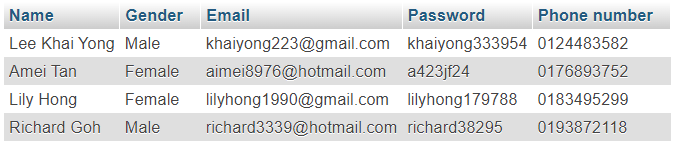 Name Gender Email Password Phone number
Lee Khai Yong Male khaiyong223@gmail.com khaiyong333954 0124483582
Amei Tan Female aimei8976@hotmail.com a423jf24 0176893752
Lily Hong Female lilyhong1990@gmail.com lilyhong179788 0183495299
Richard Goh Male richard3339@hotmail.com richard38295 0193872118